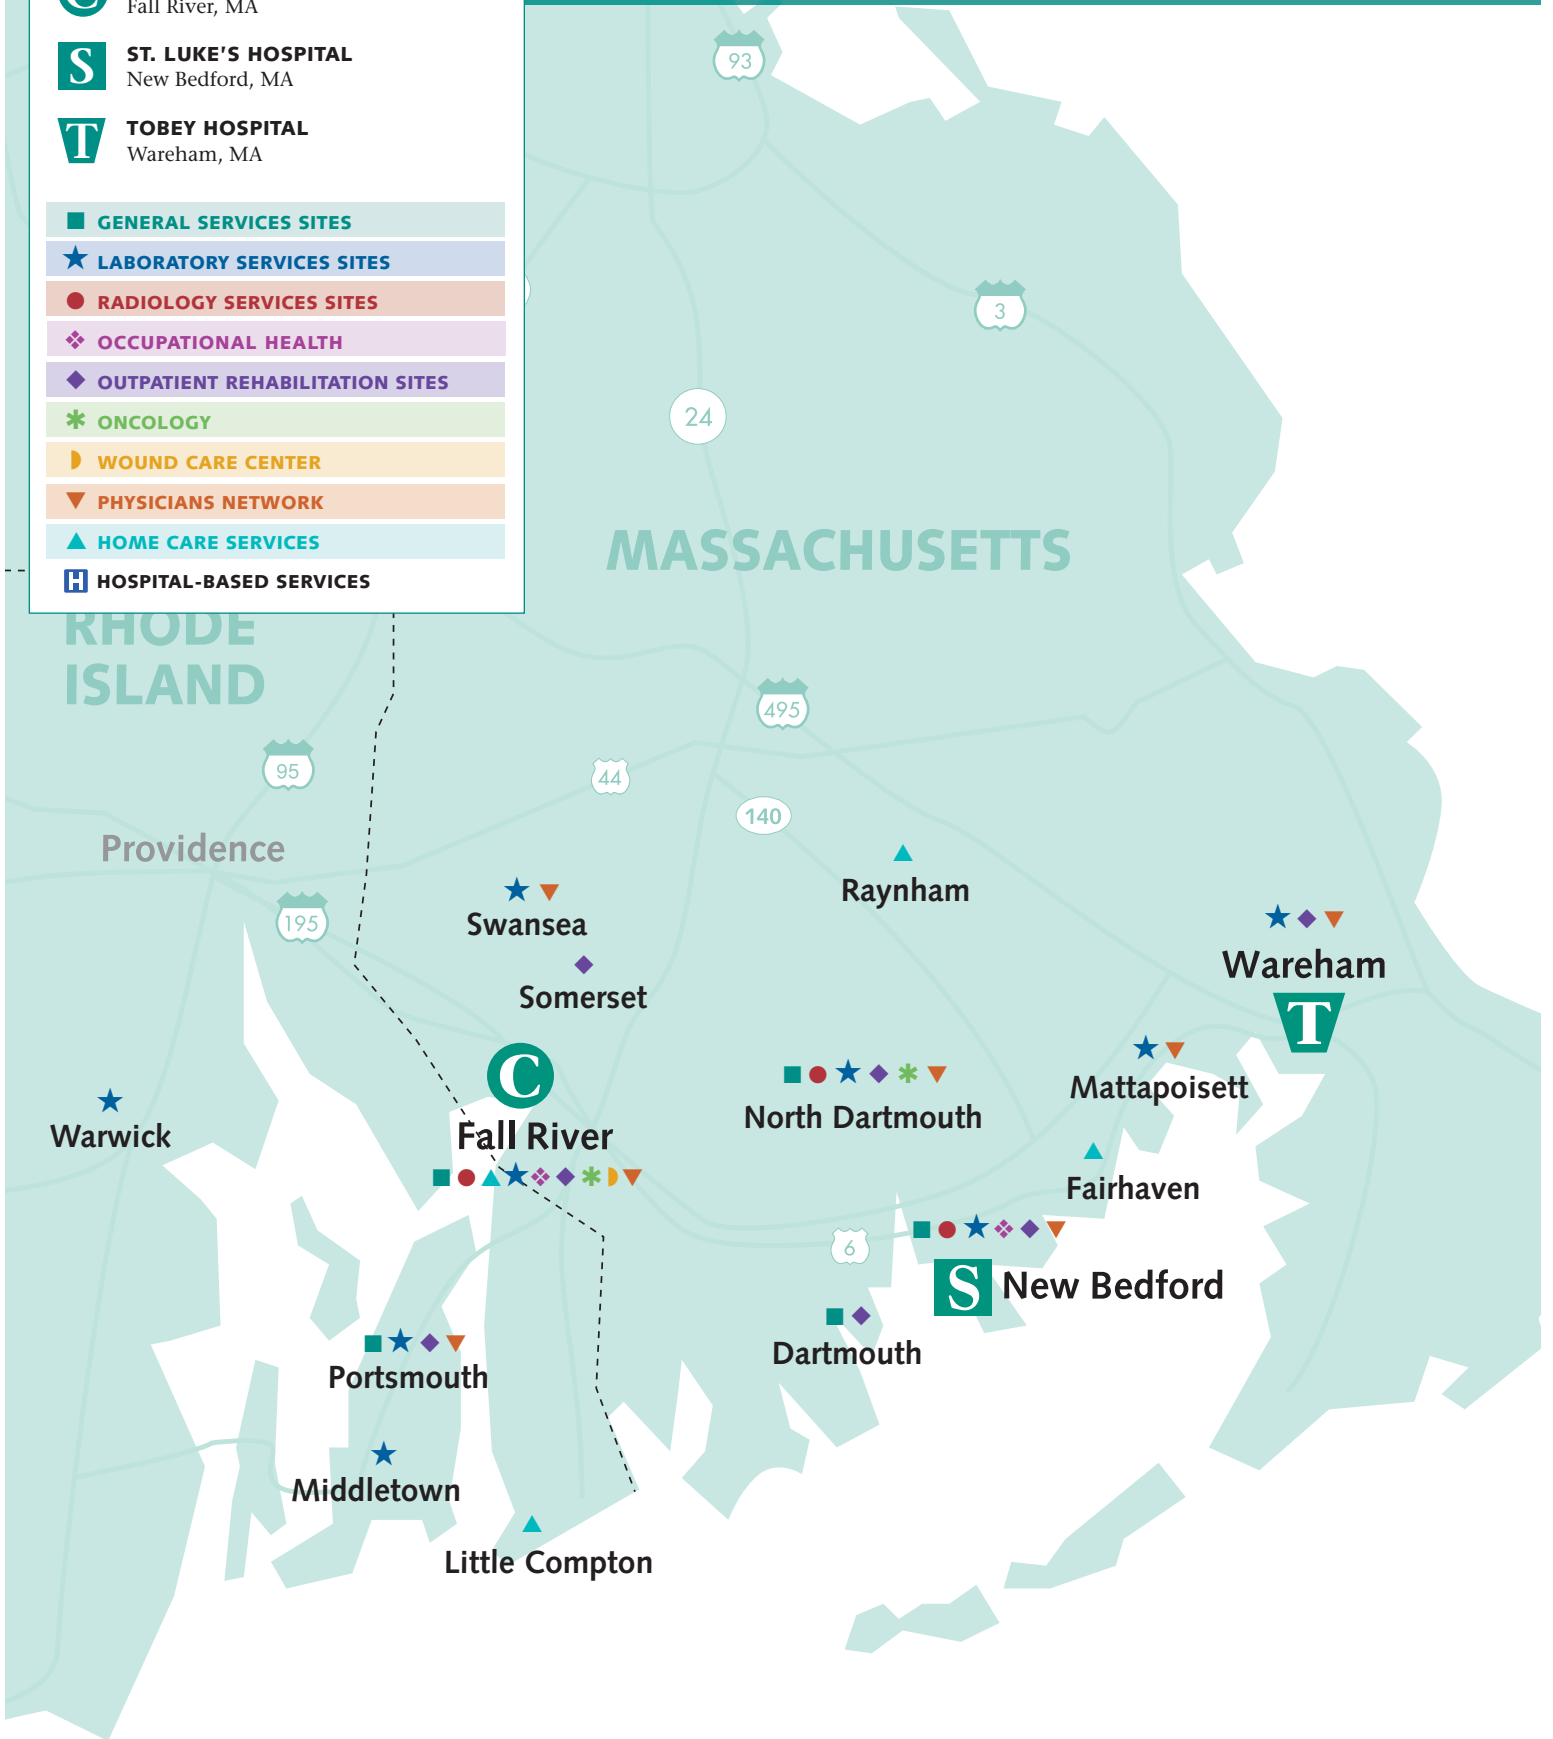 C
Fall River, MA
S
ST. LUKE'S HOSPITAL
New Bedford, MA
T
TOBEY HOSPITAL
Wareham, MA
GENERAL SERVICES SITES
LABORATORY SERVICES SITES
RADIOLOGY SERVICES SITES
OCCUPATIONAL HEALTH
OUTPATIENT REHABILITATION SITES
ONCOLOGY
WOUND CARE CENTER
PHYSICIANS NETWORK
HOME CARE SERVICES
H HOSPITAL-BASED SERVICES
93
3
24
MASSACHUSETTS
RHODE
ISLAND
495
95
44
140
Providence
Raynham
195
Swansea
Wareham
T
Somerset
C
Fall River
Mattapoisett
North Dartmouth
Warwick
Fairhaven
6
S
New Bedford
Dartmouth
Portsmouth
Middletown
Little Compton